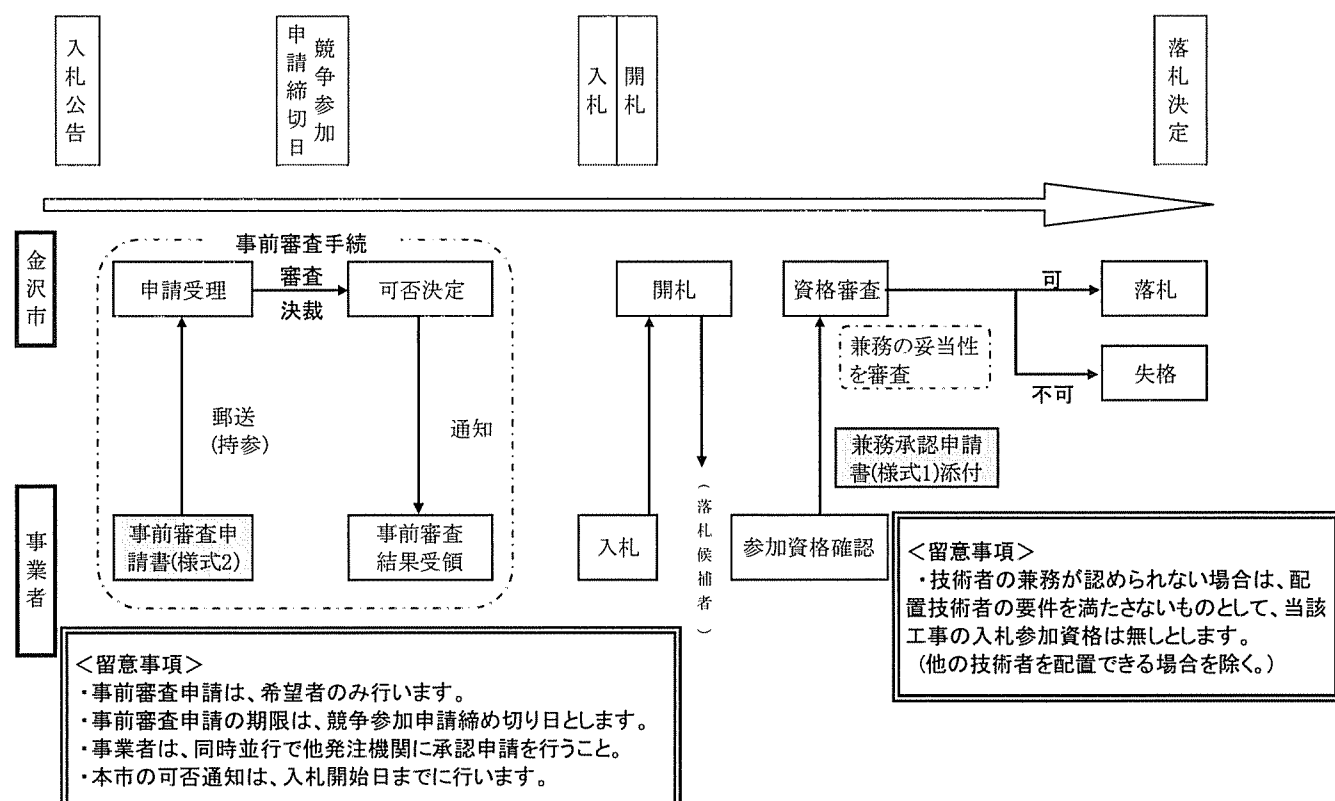 入札公告
競争参加
申請締切日
入札
開札
落札決定
金沢市
事前審査手続
申請受理
審査
決裁
可否決定
開札
資格審査
可
落札
兼務の妥当性
を審査
不可
失格
郵送
(持参)
通知
兼務承認申請
書(様式1)添付
事業者
事前審査申
請書(様式2)
事前審査
結果受領
入札
(落札候補者)
参加資格確認
＜留意事項＞
・技術者の兼務が認められない場合は、配
置技術者の要件を満たさないものとして、当該
工事の入札参加資格は無しとします。
(他の技術者を配置できる場合を除く。)
＜留意事項＞
・事前審査申請は、希望者のみ行います。
・事前審査申請の期限は、競争参加申請締め切り日とします。
・事業者は、同時並行で他発注機関に承認申請を行うこと。
・本市の可否通知は、入札開始日までに行います。